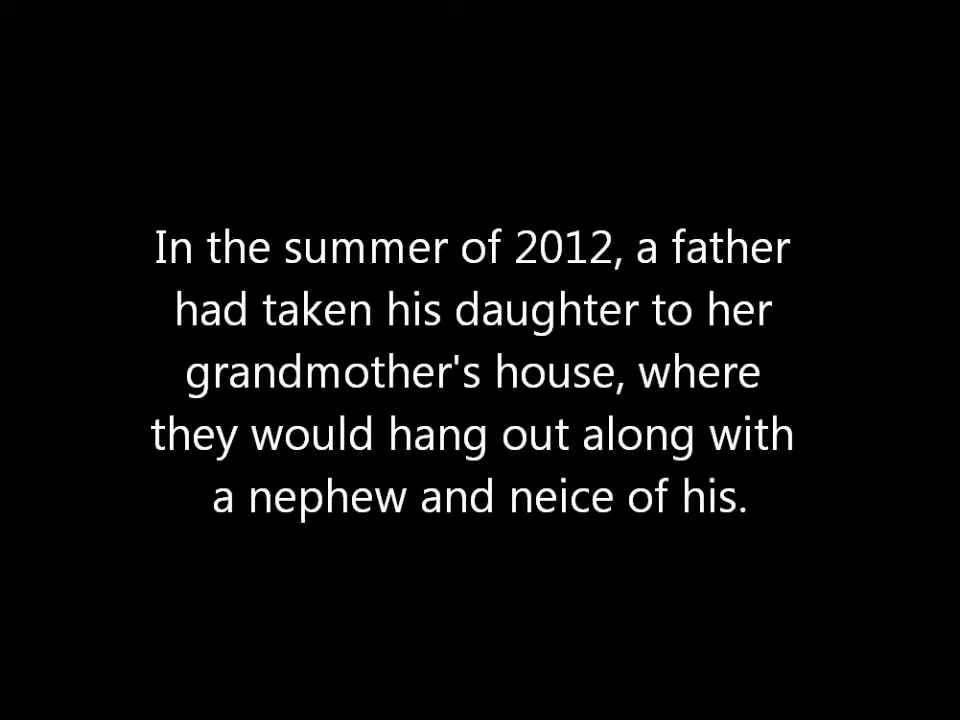 In the summer of 2012, a father
had taken his daughter to her
grandmother's house, where
they would hang out along with
a nephew and neice of his.